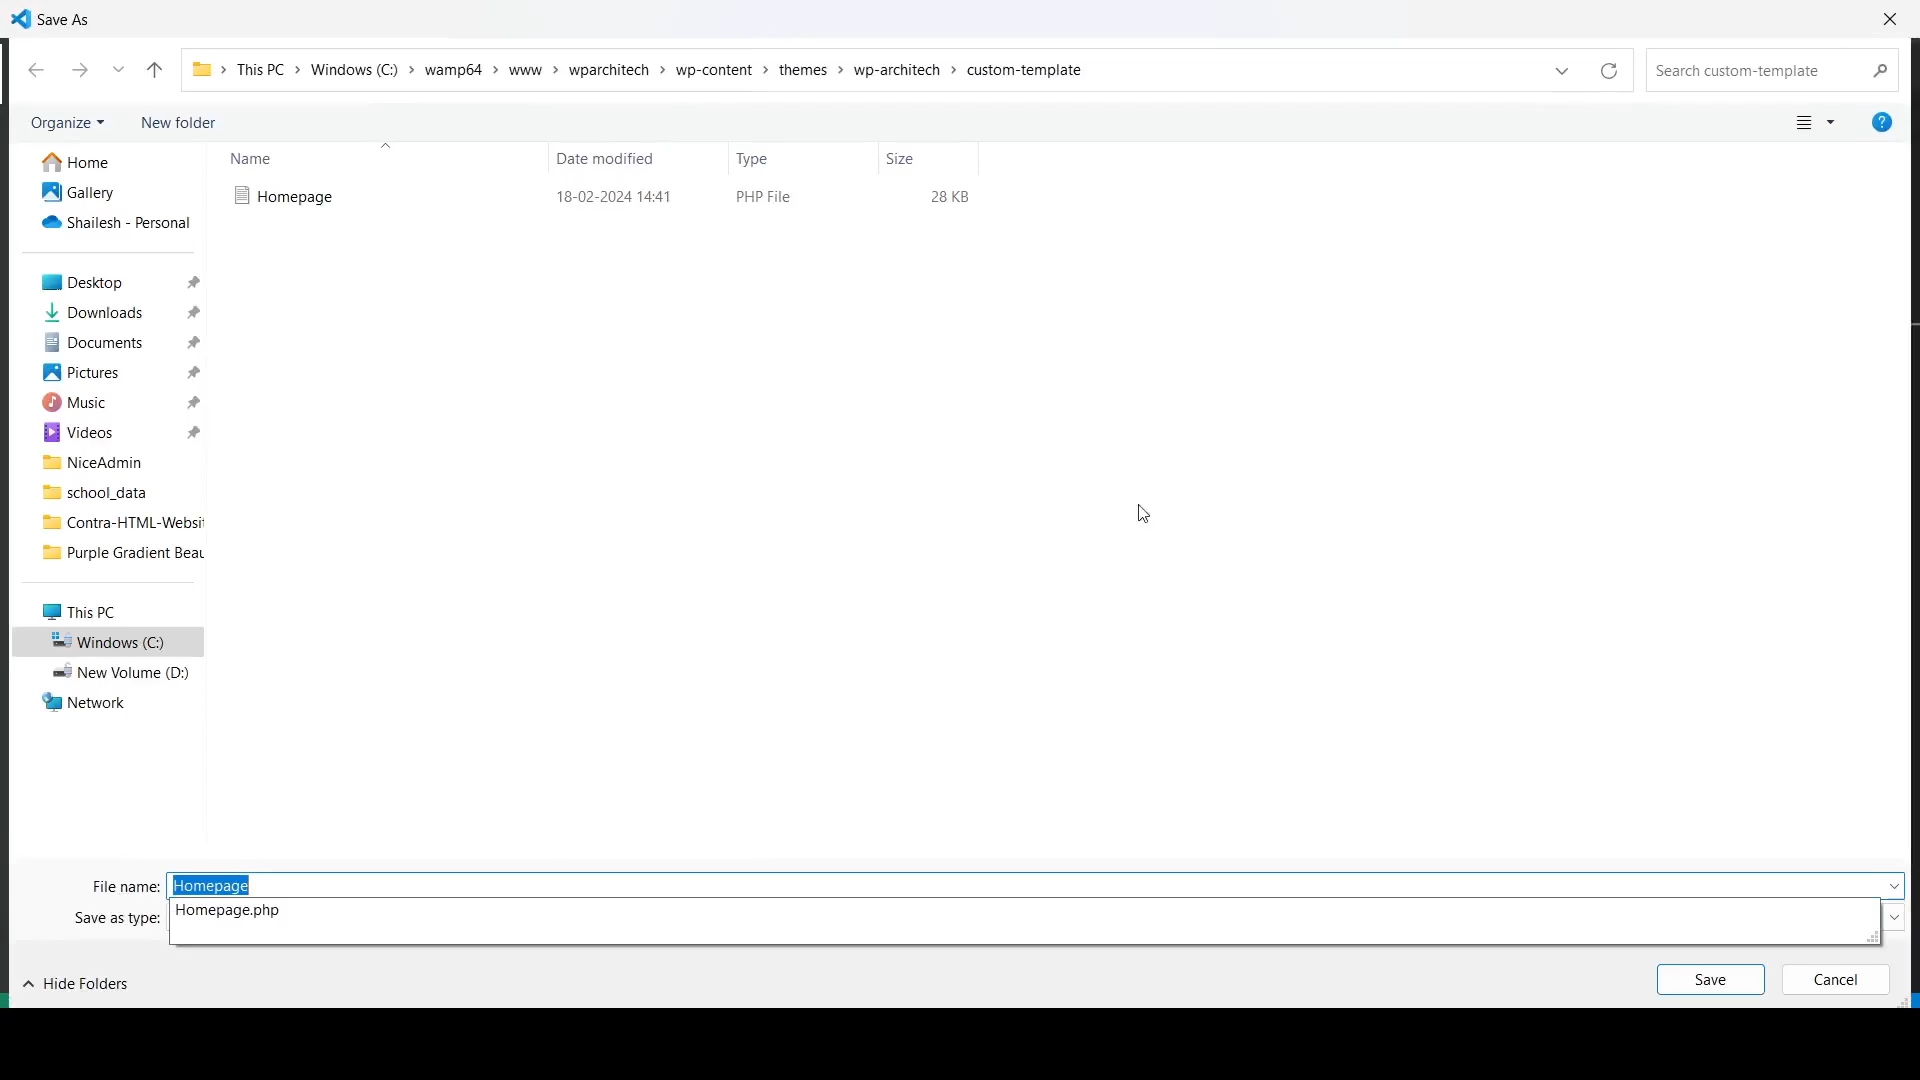 Save As
This PC > Windows (C:) > wamp64 > www > wparchitech > wp-content > themes > wp-architech > custom-template
Search custom-template
Organize
New folder
?
Name
Date modified
Type
Size
Homepage
18-02-2024 14:41
PHP File
28 KB
Home
Gallery
Shailesh - Personal
Desktop
Downloads
Documents
Pictures
Music
Videos
NiceAdmin
school_data
Contra-HTML-Websit
Purple Gradient Beau
This PC
Windows (C:)
New Volume (D:)
Network
File name: Homepage
Homepage.php
Save as type:
Hide Folders
Save
Cancel